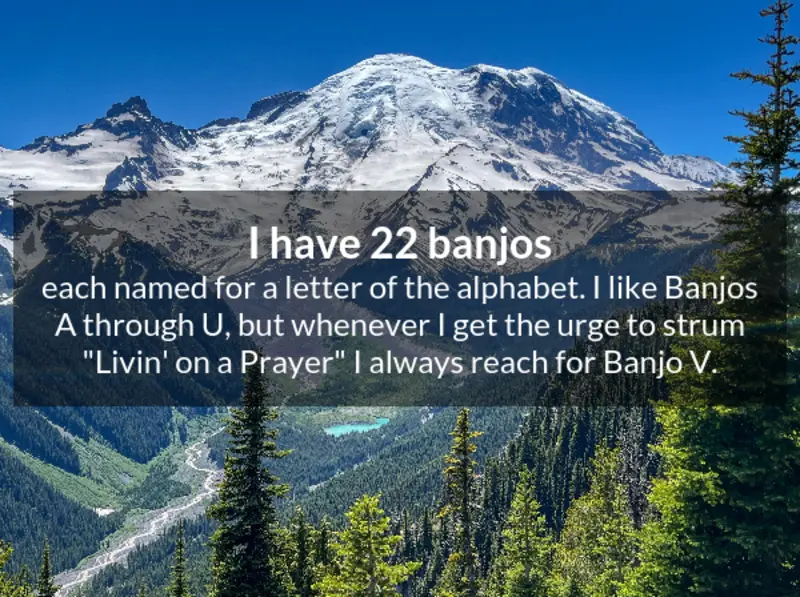 I have 22 banjos
each named for a letter of the alphabet. I like Banjos
A through U, but whenever I get the urge to strum
"Livin' on a Prayer" I always reach for Banjo V.